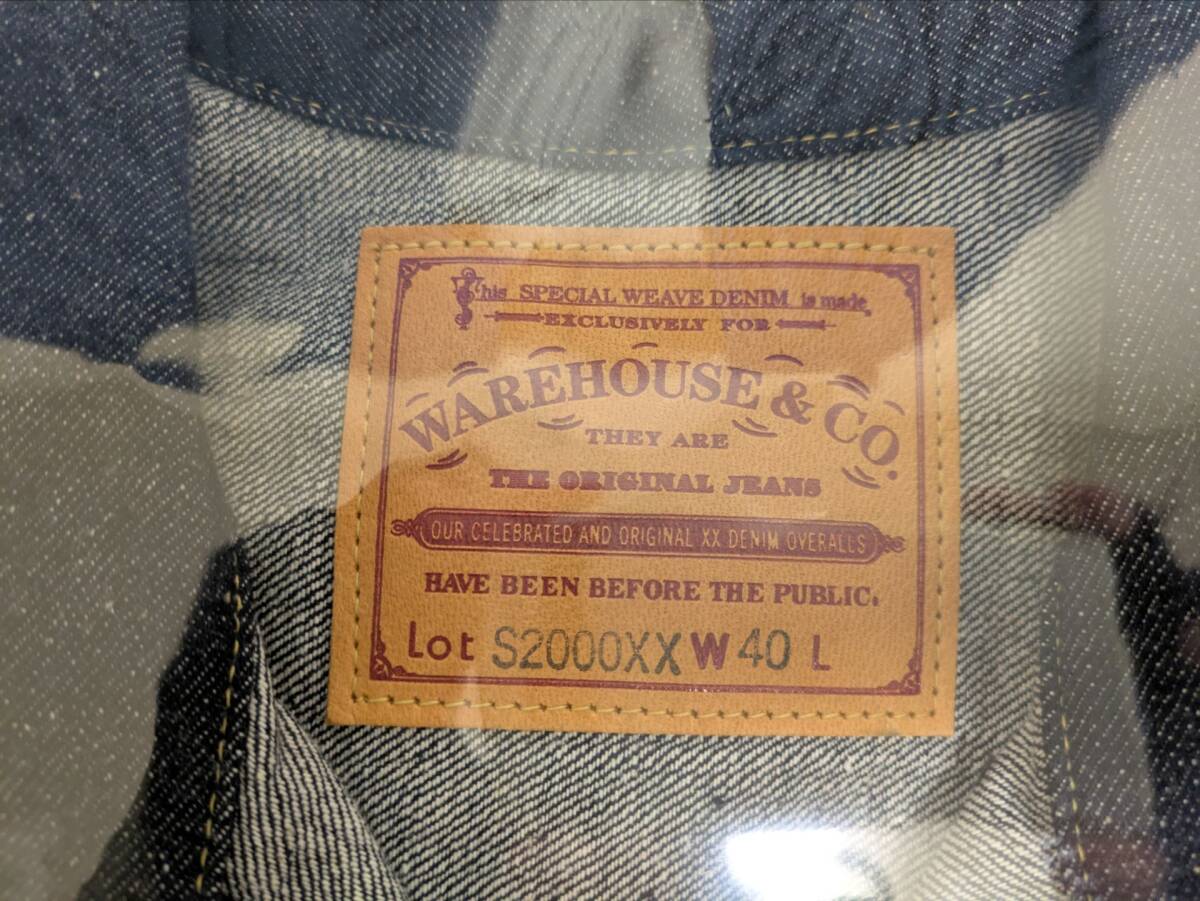 This SPECIAL WEAVE DENIM is made
EXCLUSIVELY FOR
WAREHOUSE & CO.
THEY ARE
THE ORIGINAL JEANS
OUR CELEBRATED AND ORIGINAL XX DENIM OVERALLS
HAVE BEEN BEFORE THE PUBLIC.
Lot S2000XX W 40 L